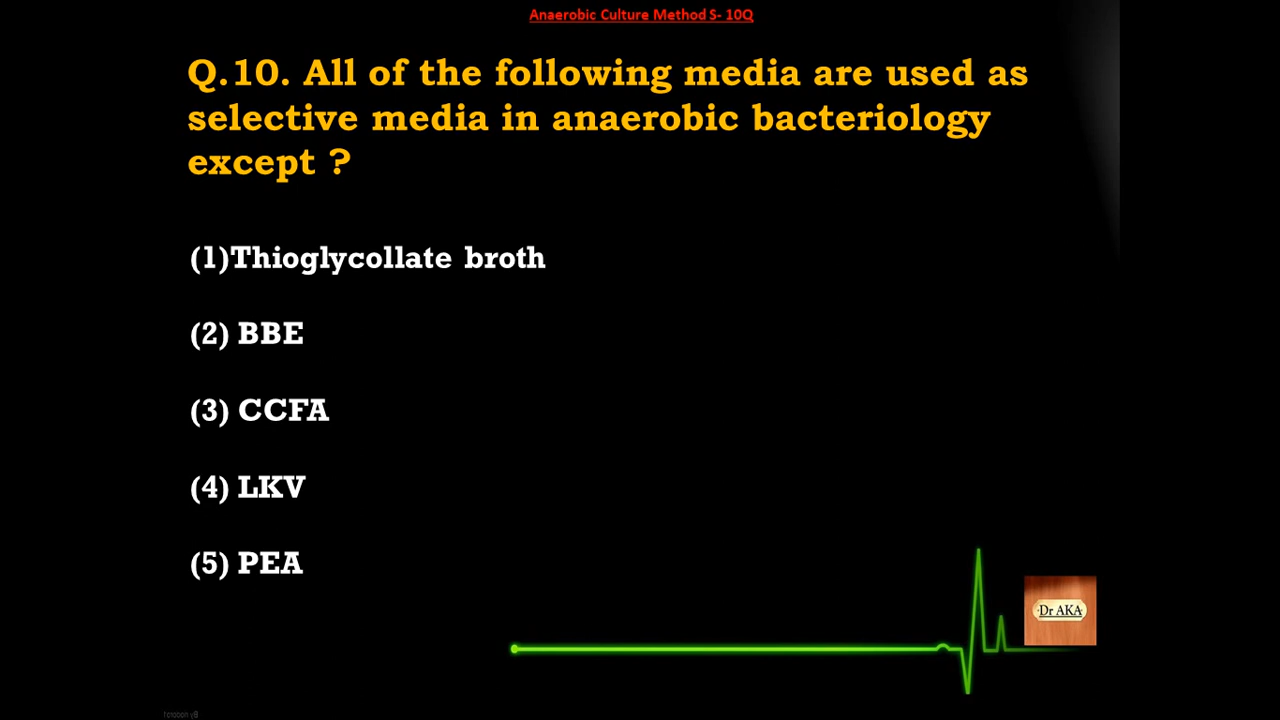 Anaerobic Culture Method S- 10Q
Q.10. All of the following media are used as
selective media in anaerobic bacteriology
except ?
(1)Thioglycollate broth
(2) BBE
(3) CCFA
(4) LKV
(5) PEA
Dr AKA